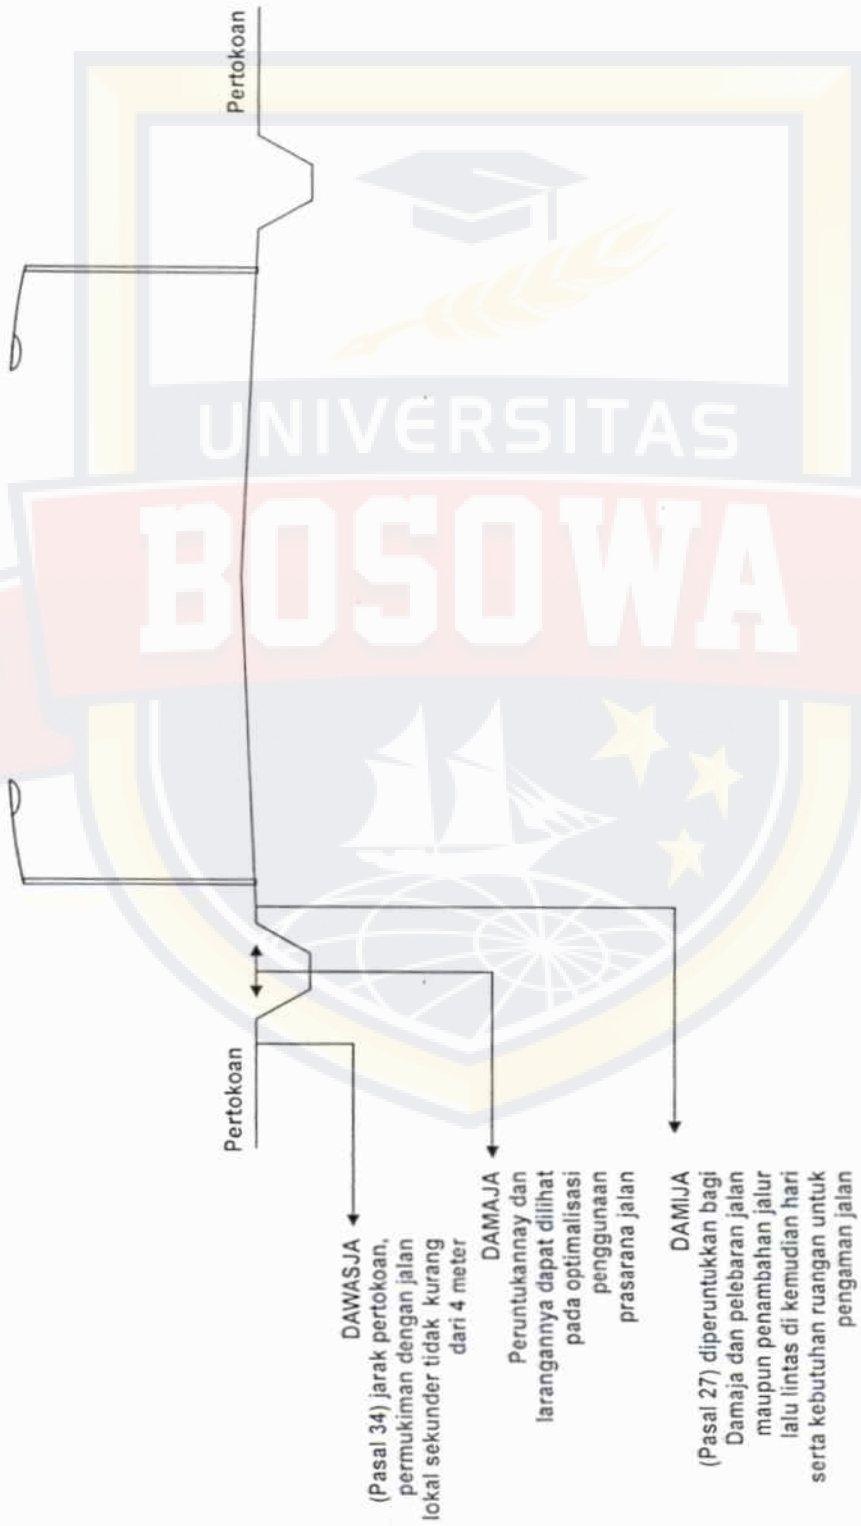 Pertokoan
Pertokoan
DAWASJA
(Pasal 34) jarak pertokoan,
permukiman dengan jalan
lokal sekunder tidak kurang
dari 4 meter
DAMAJA
Peruntukannay dan
larangannya dapat dilihat
pada optimalisasi
penggunaan
prasarana jalan
DAMIJA
(Pasal 27) diperuntukkan bagi
Damaja dan pelebaran jalan
maupun penambahan jalur
lalu lintas di kemudian hari
serta kebutuhan ruangan untuk
pengaman jalan
UNIVERSITAS
BOSOWA